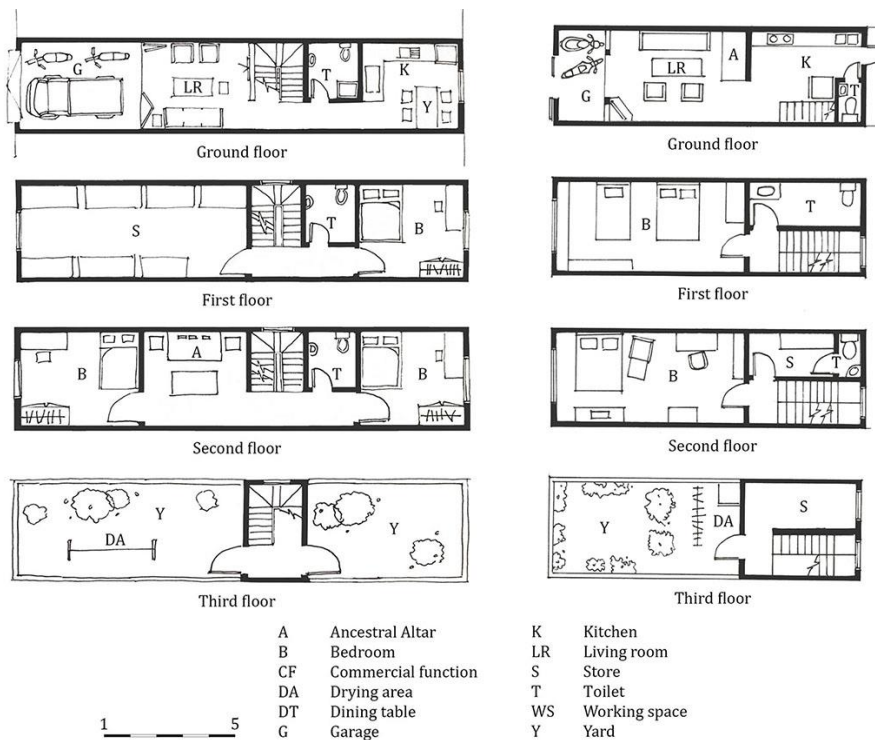 G
LR
T
K
Y
Ground floor
S
T
B
First floor
B
A
T
B
Second floor
Y
DA
Y
Third floor
G
LR
A
K
T
Ground floor
B
T
First floor
B
S
T
Second floor
Y
DA
S
Third floor
A Ancestral Altar
B Bedroom
CF Commercial function
DA Drying area
DT Dining table
G Garage
K Kitchen
LR Living room
S Store
T Toilet
WS Working space
Y Yard
1 5